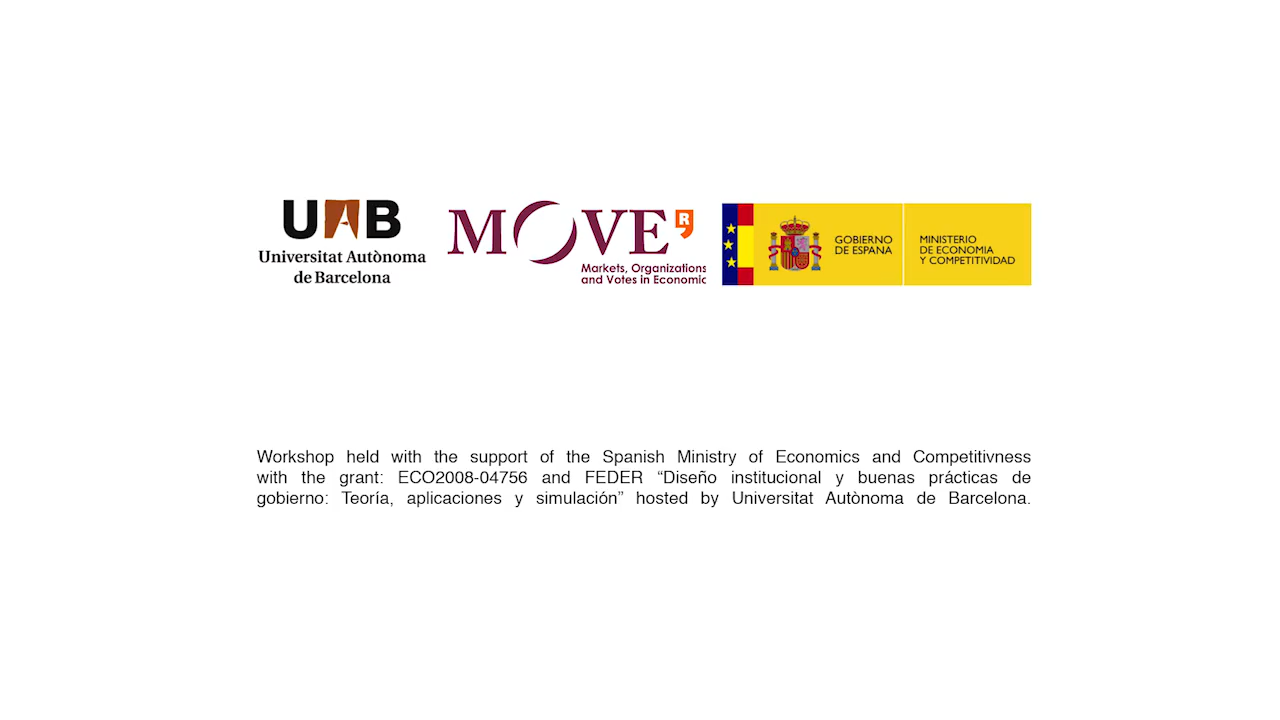 UAB
Universitat Autònoma
de Barcelona
MOVE R
Markets, Organizations
and Votes in Economic
GOBIERNO
DE ESPAÑA
MINISTERIO
DE ECONOMIA
Y COMPETITIVIDAD
Workshop held with the support of the Spanish Ministry of Economics and Competitivness
with the grant: ECO2008-04756 and FEDER “Diseño institucional y buenas prácticas de
gobierno: Teoría, aplicaciones y simulación” hosted by Universitat Autònoma de Barcelona.